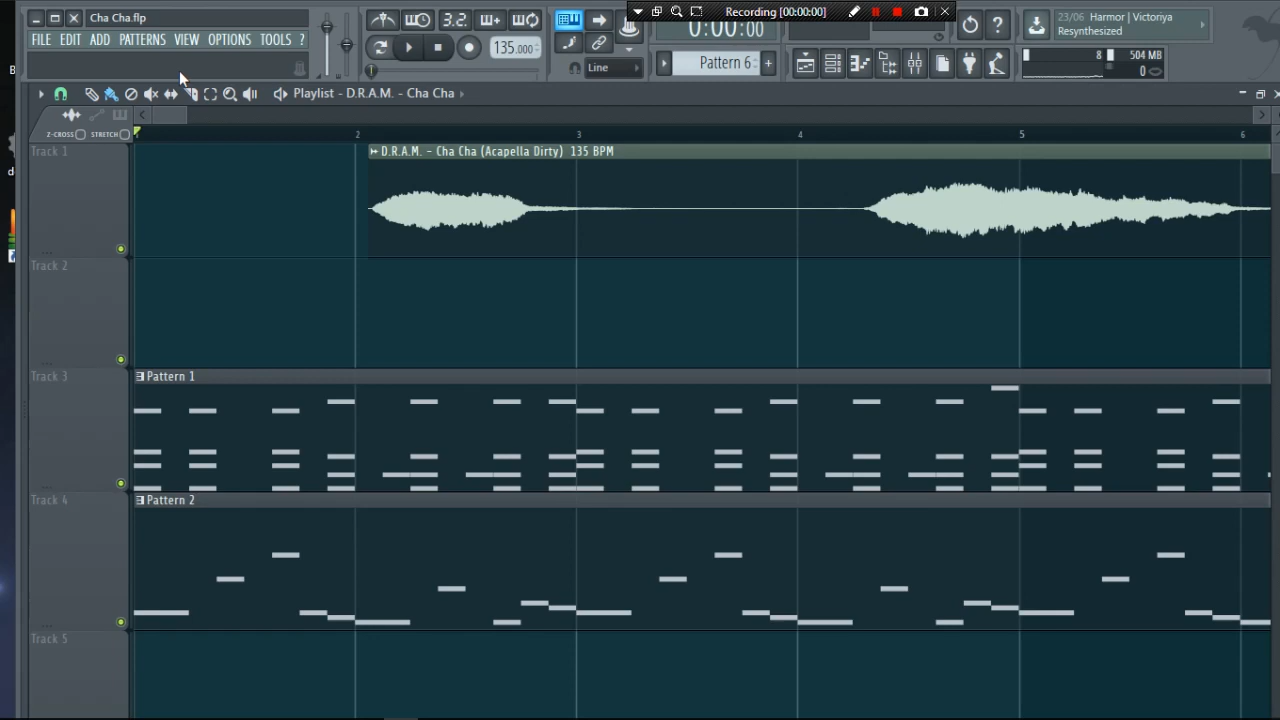 Cha Cha.flp
FILE EDIT ADD PATTERNS VIEW OPTIONS TOOLS ?
3.2.
135.000
Line
Recording [00:00:00]
0:00:00
Pattern 6
23/06 Harmor | Victoriya
Resynthesized
8
504 MB
0
Playlist - D.R.A.M. - Cha Cha
Z-CROSS STRETCH
2 3 4 5 6
Track 1
D.R.A.M. - Cha Cha (Acapella Dirty) 135 BPM
Track 2
Track 3
Pattern 1
Track 4
Pattern 2
Track 5